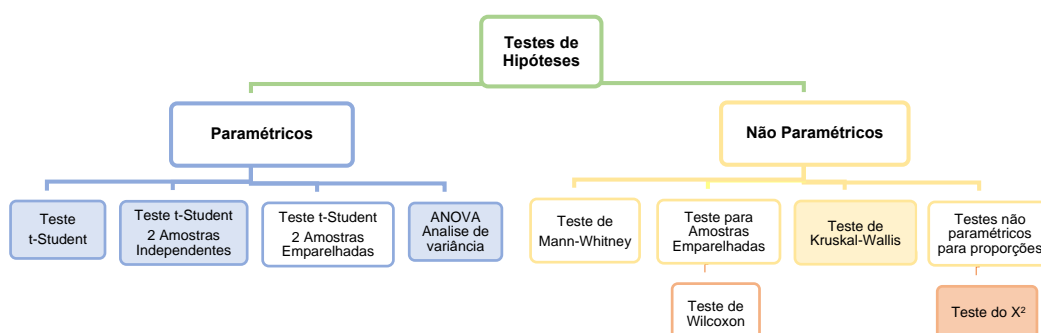 Testes de
Hipóteses
Paramétricos
Não Paramétricos
Teste
t-Student
Teste t-Student
2 Amostras
Independentes
Teste t-Student
2 Amostras
Emparelhadas
ANOVA
Analise de
variância
Teste de
Mann-Whitney
Teste para
Amostras
Emparelhadas
Teste de
Kruskal-Wallis
Testes não
paramétricos
para proporções
Teste de
Wilcoxon
Teste do X²